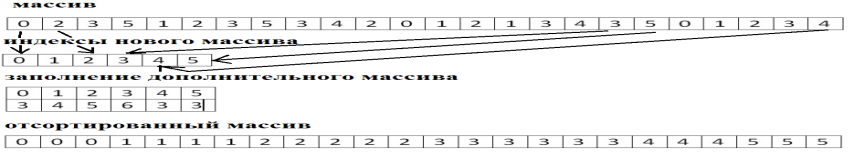 массив
0 2 3 5 1 2 3 5 3 4 2 0 1 2 1 3 4 3 5 0 1 2 3 4
индексы нового массива
0 1 2 3 4 5
заполнение дополнительного массива
0 1 2 3 4 5
3 4 5 6 3 3
отсортированный массив
0 0 0 1 1 1 1 2 2 2 2 2 3 3 3 3 3 3 4 4 4 5 5 5